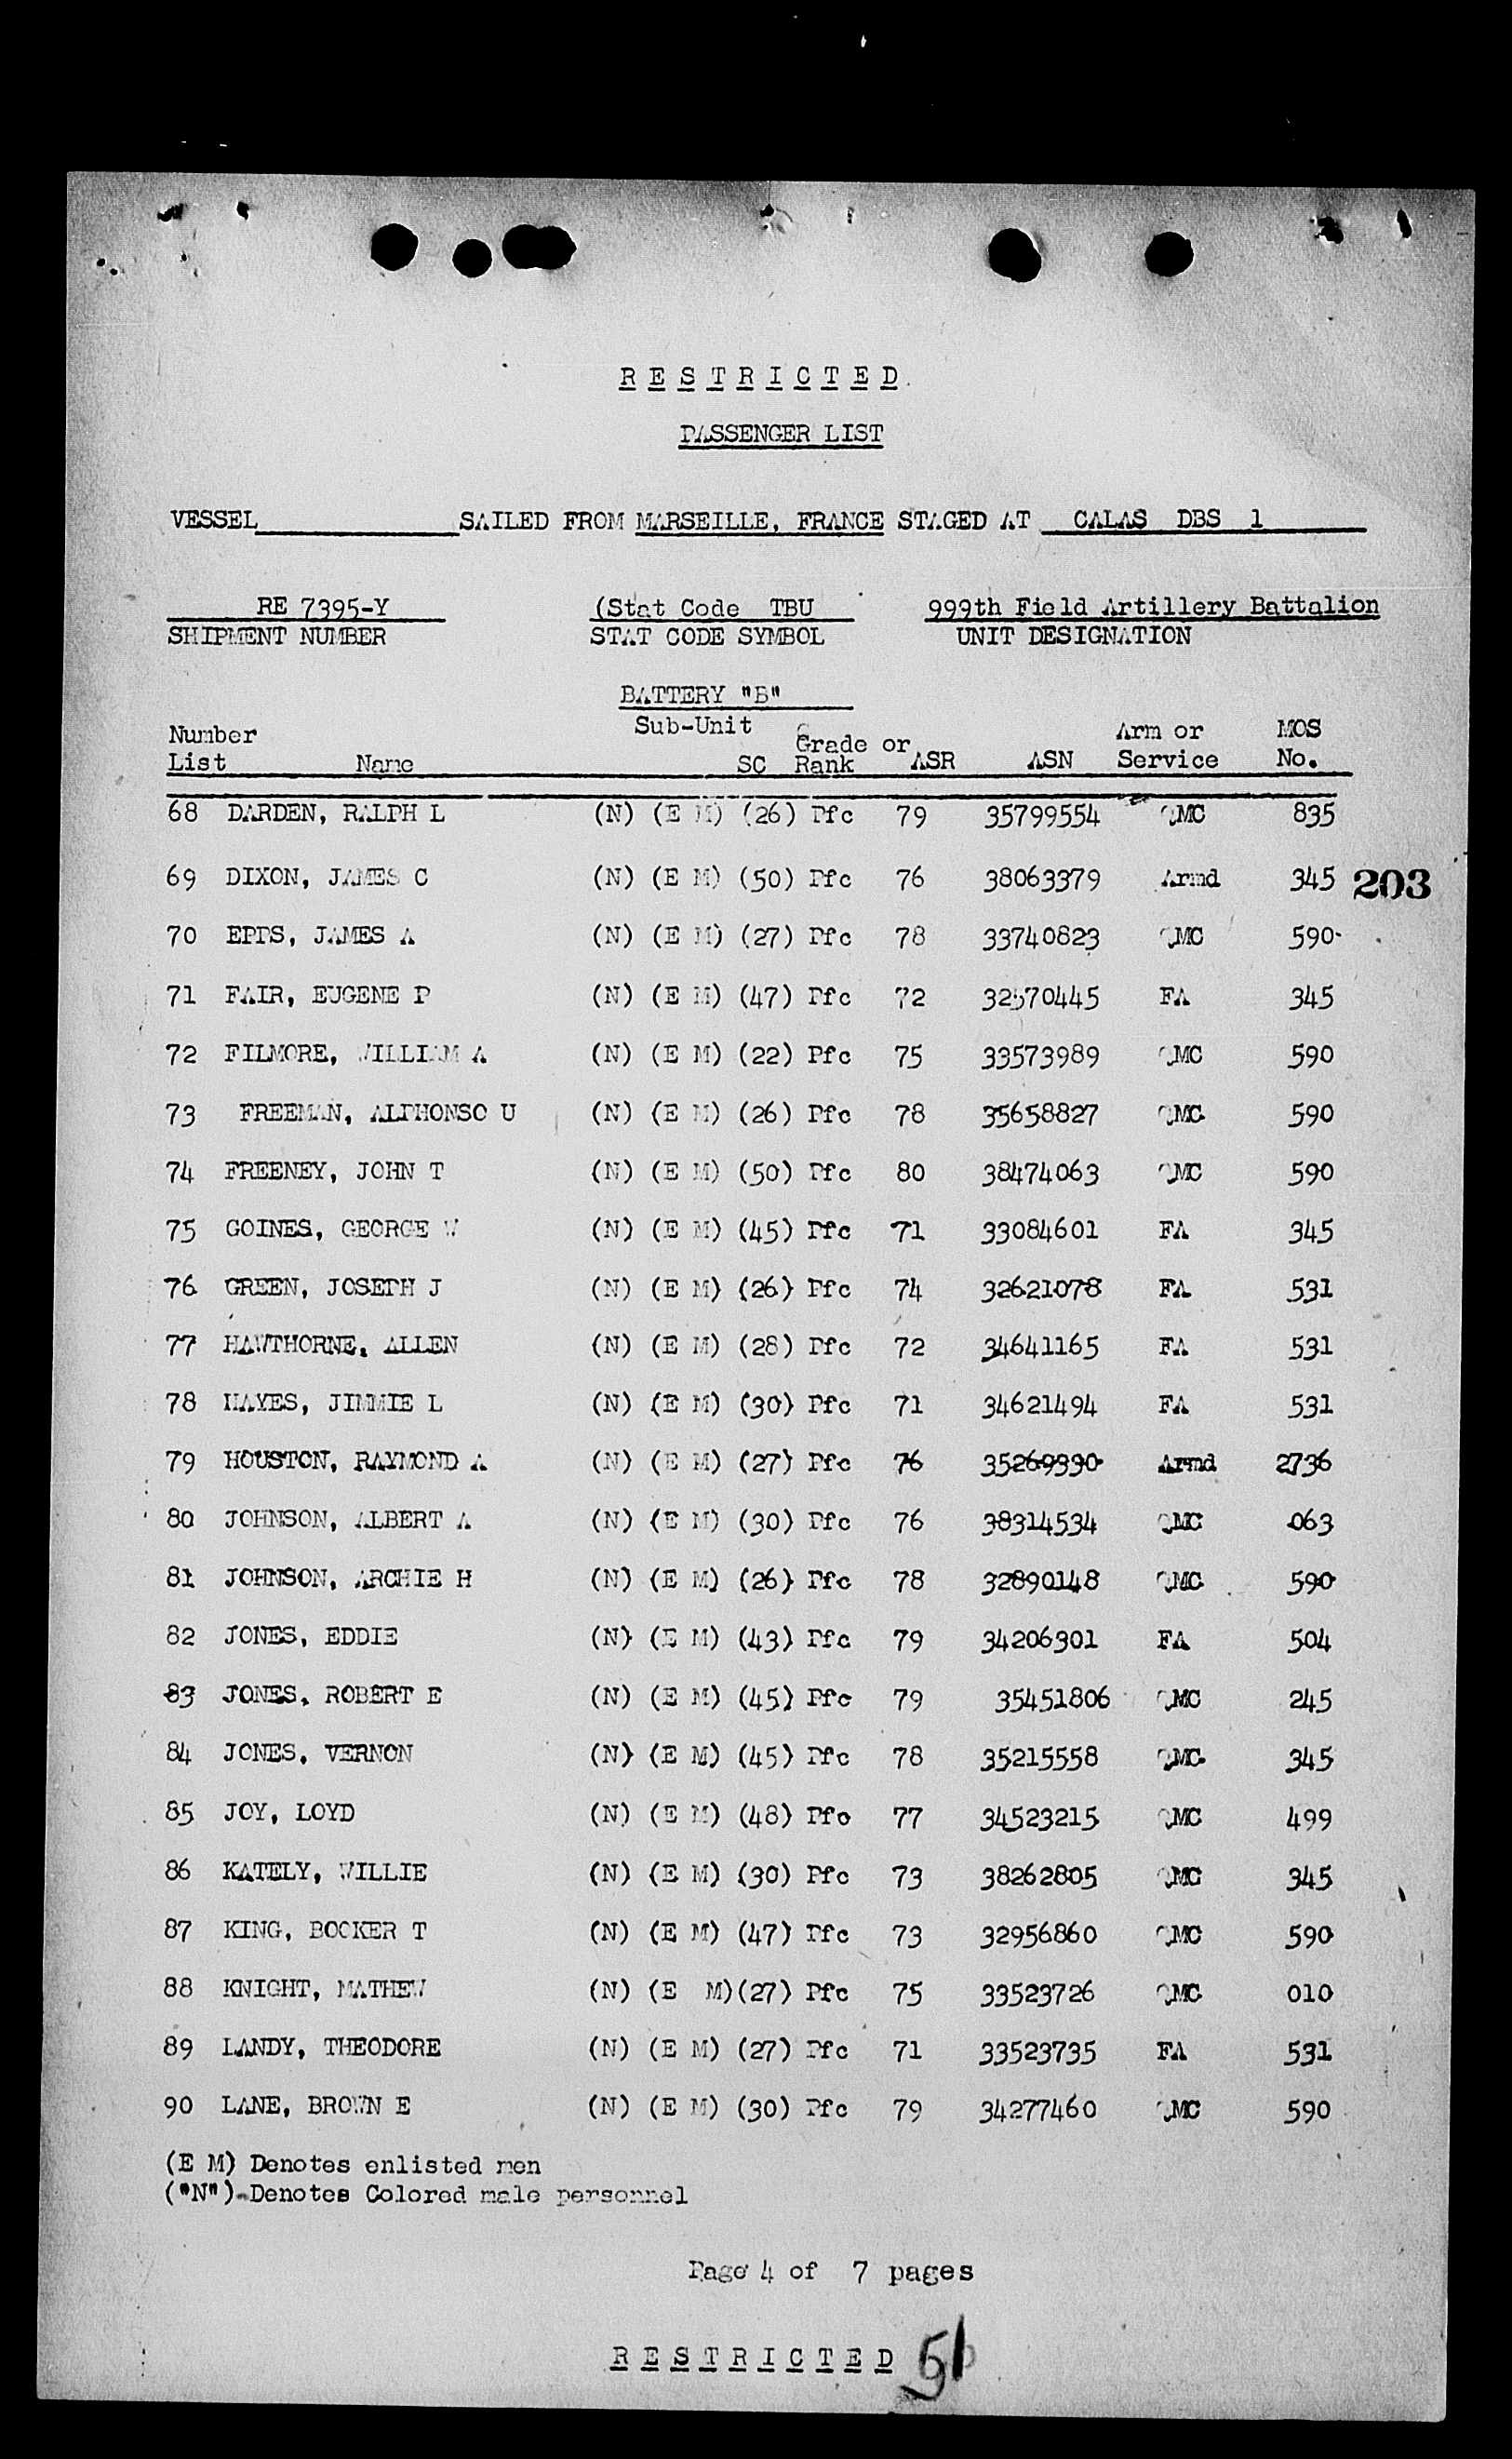 RESTRICTED
PASSENGER LIST
VESSEL SAILED FROM MARSEILLE, FRANCE STAGED AT CALAS DBS 1
RE 7395-Y (Stat Code TBU 999th Field Artillery Battalion
SHIPMENT NUMBER STAT CODE SYMBOL UNIT DESIGNATION
BATTERY "B"
Sub-Unit
Number Grade or Arm or MOS
List Name SC Rank ASR ASN Service No.
68 DARDEN, RALPH L (N) (E M) (26) Pfc 79 35799554 QMC 835
69 DIXON, JAMES C (N) (E M) (50) Pfc 76 38063379 Armd 345
203
70 EPPS, JAMES A (N) (E M) (27) Pfc 78 33740823 QMC 590
71 FAIR, EUGENE P (N) (E M) (47) Pfc 72 32570445 FA 345
72 FILMORE, WILLIAM A (N) (E M) (22) Pfc 75 33573989 QMC 590
73 FREEMAN, ALPHONSO U (N) (E M) (26) Pfc 78 35658827 QMC 590
74 FREENEY, JOHN T (N) (E M) (50) Pfc 80 38474063 QMC 590
75 GOINES, GEORGE W (N) (E M) (45) Pfc 71 33084601 FA 345
76 GREEN, JOSEPH J (N) (E M) (26) Pfc 74 32621078 FA 531
77 HAWTHORNE, ALLEN (N) (E M) (28) Pfc 72 34641165 FA 531
78 HAYES, JIMMIE L (N) (E M) (30) Pfc 71 34621494 FA 531
79 HOUSTON, RAYMOND A (N) (E M) (27) Pfc 76 35269390 Armd 2736
80 JOHNSON, ALBERT A (N) (E M) (30) Pfc 76 38314534 QMC 063
81 JOHNSON, ARCHIE H (N) (E M) (26) Pfc 78 32890148 QMC 590
82 JONES, EDDIE (N) (E M) (43) Pfc 79 34206301 FA 504
83 JONES, ROBERT E (N) (E M) (45) Pfc 79 35451806 QMC 245
84 JONES, VERNON (N) (E M) (45) Pfc 78 35215558 QMC 345
85 JOY, LOYD (N) (E M) (48) Pfc 77 34523215 QMC 499
86 KATELY, WILLIE (N) (E M) (30) Pfc 73 38262805 QMC 345
87 KING, BOOKER T (N) (E M) (47) Pfc 73 32956860 QMC 590
88 KNIGHT, MATHEW (N) (E M) (27) Pfc 75 33523726 QMC 010
89 LANDY, THEODORE (N) (E M) (27) Pfc 71 33523735 FA 531
90 LANE, BROWN E (N) (E M) (30) Pfc 79 34277460 QMC 590
(E M) Denotes enlisted men
("N") Denotes Colored male personnel
Page 4 of 7 pages
RESTRICTED 51